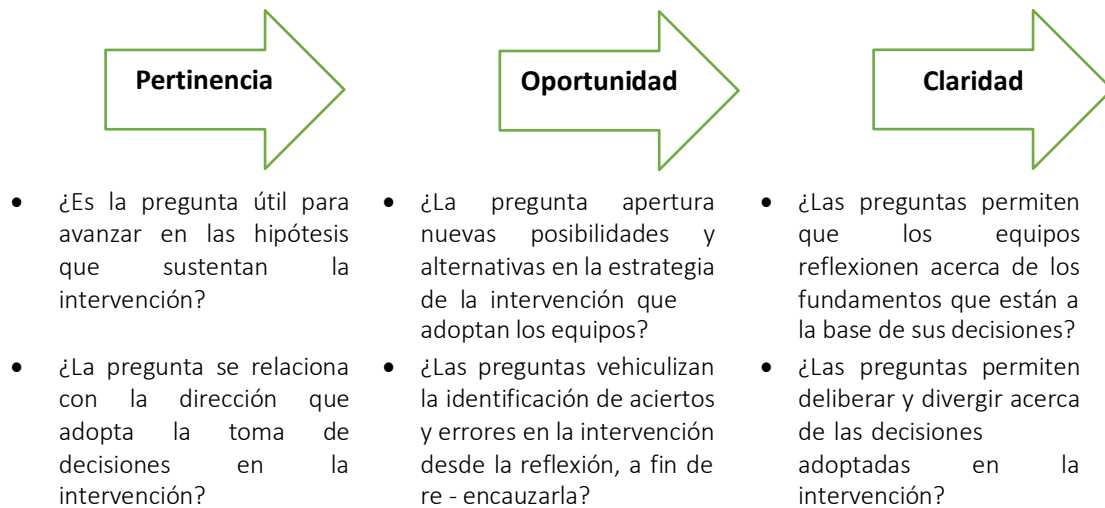 Pertinencia
• ¿Es la pregunta útil para
avanzar en las hipótesis
que sustentan la
intervención?
• ¿La pregunta se relaciona
con la dirección que
adopta la toma de
decisiones en la
intervención?
Oportunidad
• ¿La pregunta apertura
nuevas posibilidades y
alternativas en la estrategia
de la intervención que
adoptan los equipos?
• ¿Las preguntas vehiculizan
la identificación de aciertos
y errores en la intervención
desde la reflexión, a fin de
re - encauzarla?
Claridad
• ¿Las preguntas permiten
que los equipos
reflexionen acerca de los
fundamentos que están a
la base de sus decisiones?
• ¿Las preguntas permiten
deliberar y divergir acerca
de las decisiones
adoptadas en la
intervención?